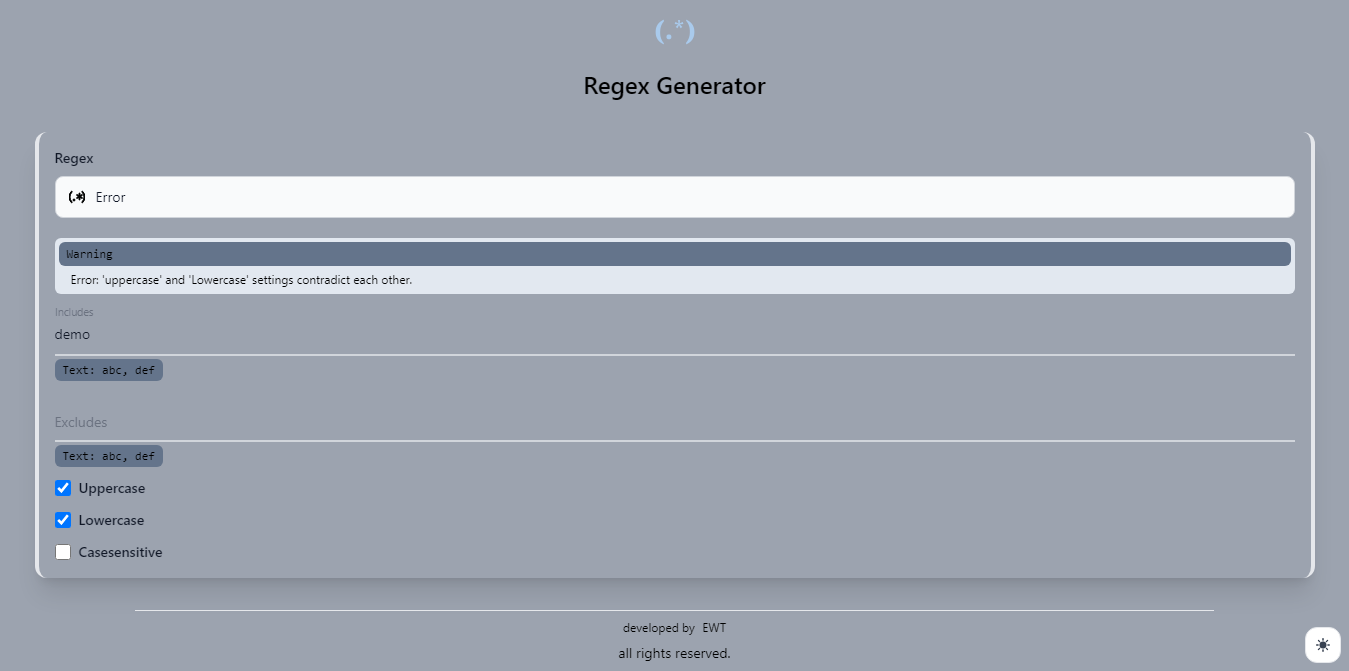 (.*)
Regex Generator
Regex
(.*) Error
Warning
Error: 'uppercase' and 'Lowercase' settings contradict each other.
Includes
demo
Text: abc, def
Excludes
Text: abc, def
Uppercase
Lowercase
Casesensitive
developed by EWT
all rights reserved.